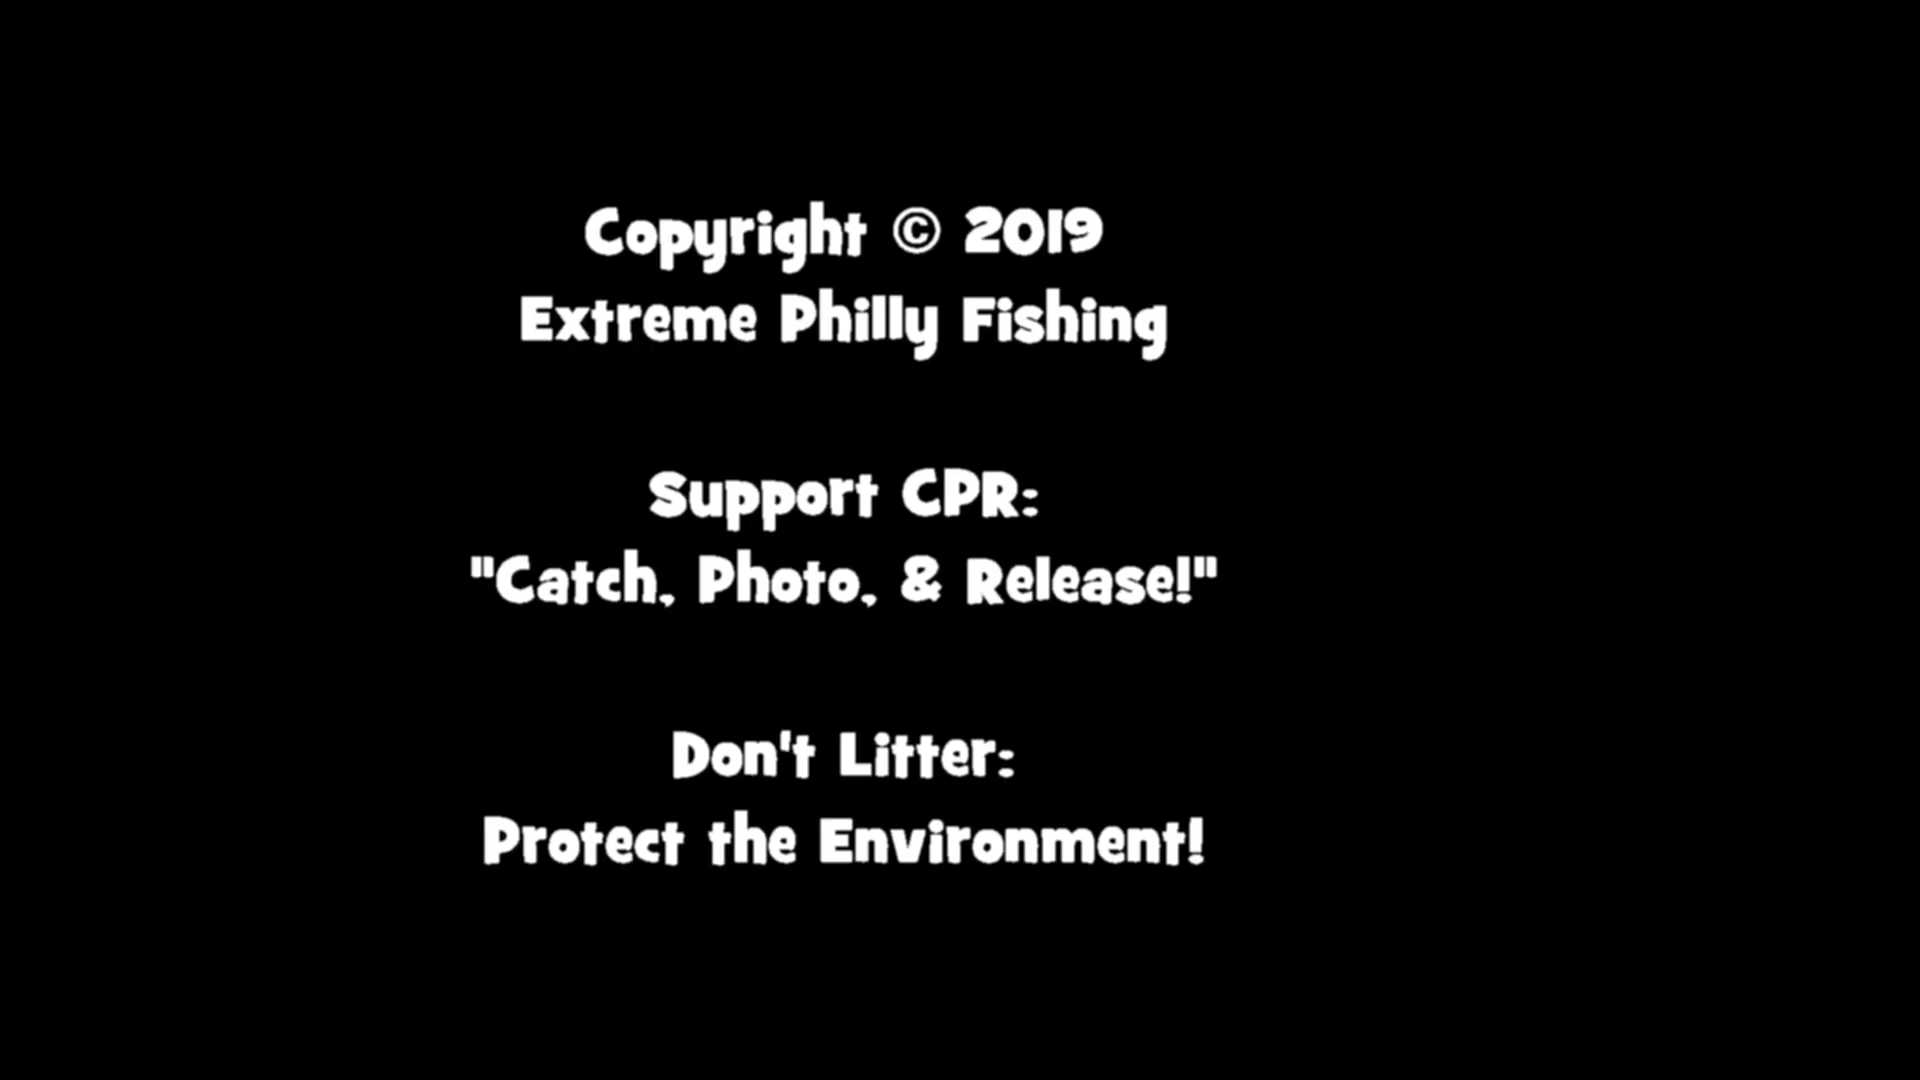 Copyright © 2019
Extreme Philly Fishing
Support CPR:
"Catch, Photo, & Release!"
Don't Litter:
Protect the Environment!